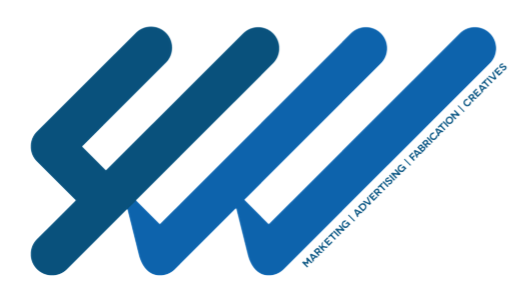 MARKETING | ADVERTISING | FABRICATION | CREATIVES